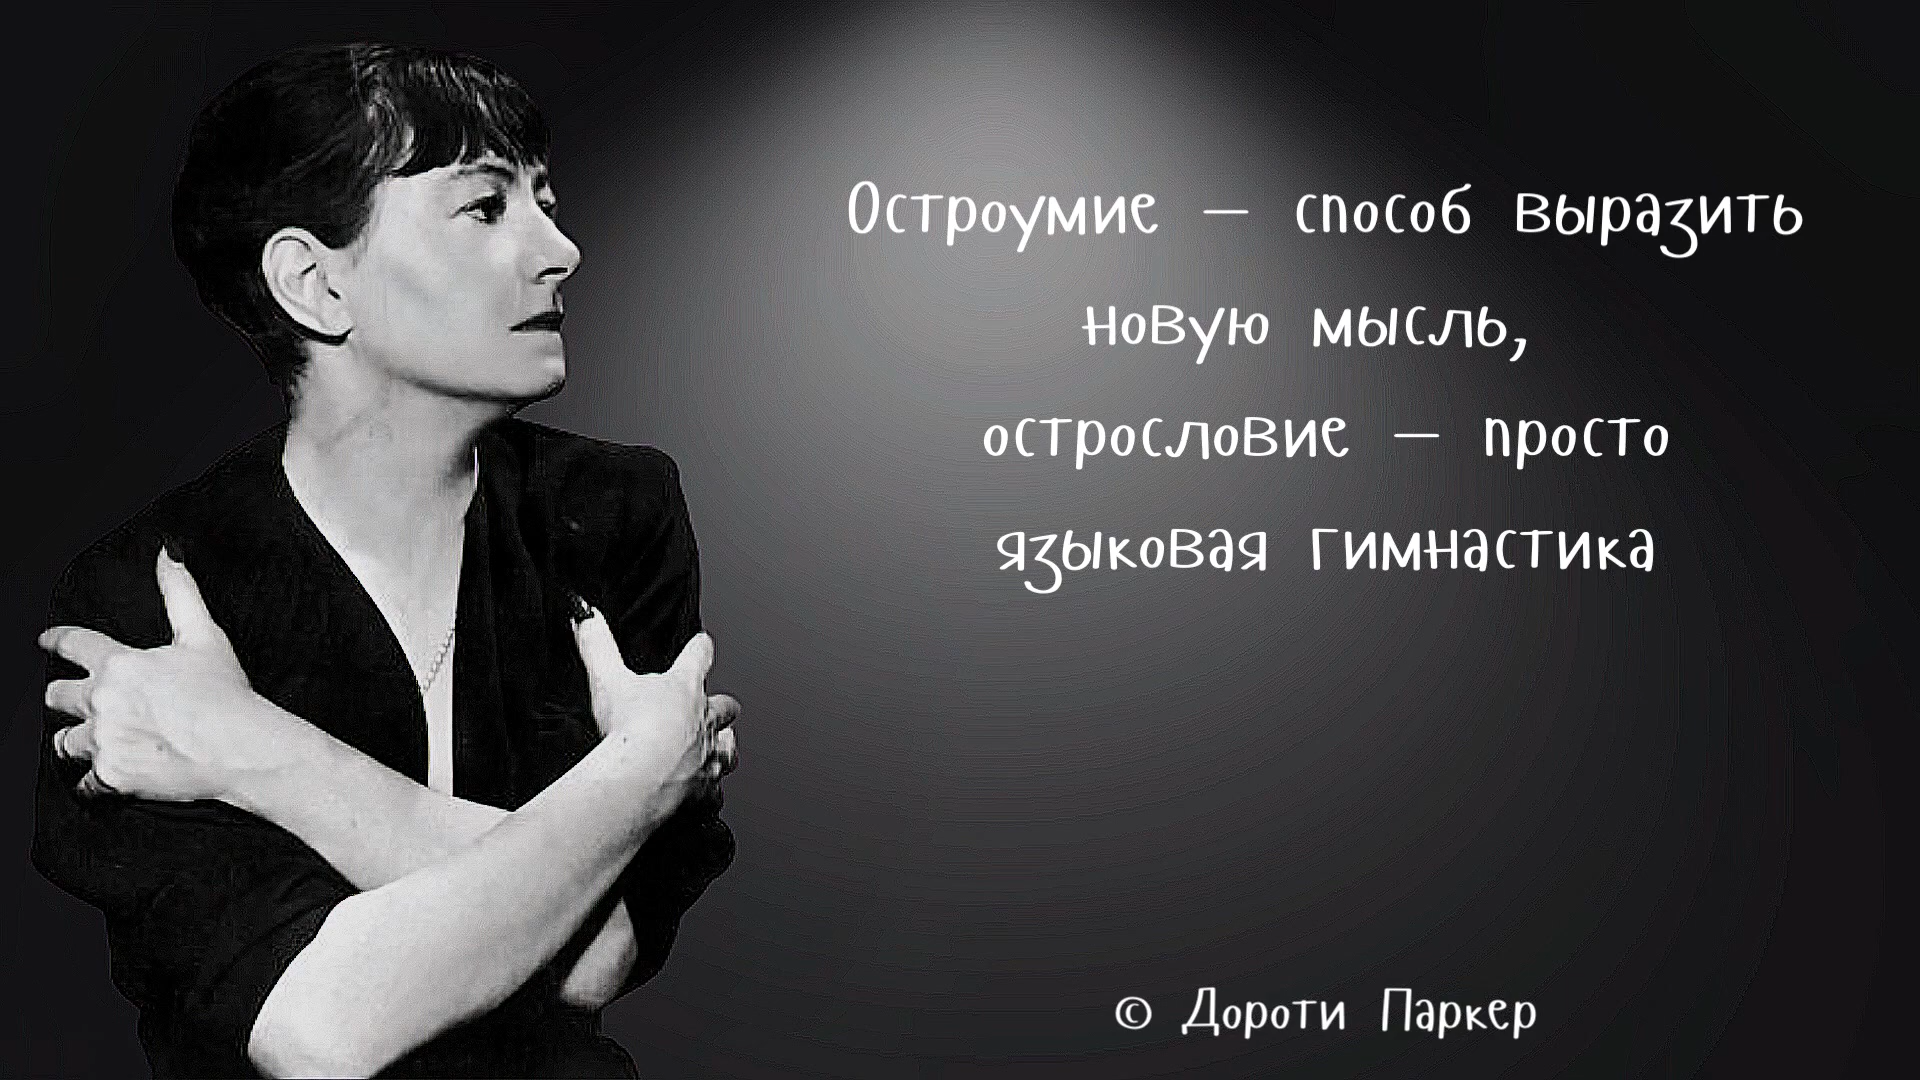 Остроумие – способ выразить
новую мысль,
острословие – просто
языковая гимнастика
© Дороти Паркер